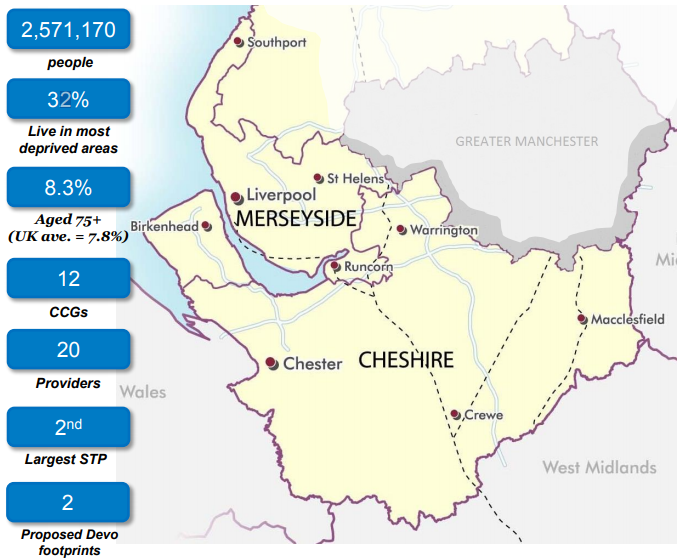 2,571,170
people
32%
Live in most
deprived areas
8.3%
Aged 75+
(UK ave. = 7.8%)
12
CCGs
20
Providers
2nd
Largest STP
2
Proposed Devo
footprints
Southport
GREATER MANCHESTER
St Helens
Liverpool
MERSEYSIDE
Birkenhead
Warrington
Runcorn
Mi
Macclesfield
Chester
CHESHIRE
Wales
Crewe
West Midlands